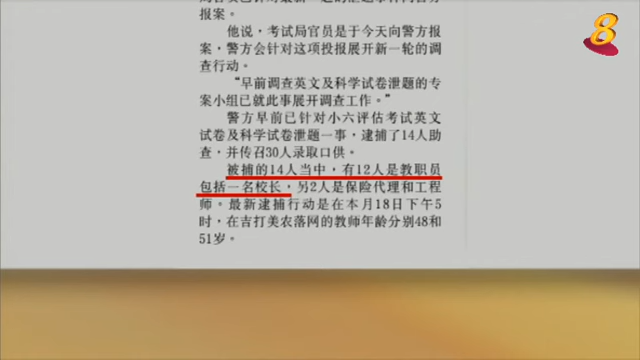 报案。
他说，考试局官员是于今天向警方报
案，警方会针对这项投报展开新一轮的调
查行动。
“早前调查英文及科学试卷泄题的专
案小组已就此事展开调查工作。”
警方早前已针对小六评估考试英文
试卷及科学试卷泄题一事，逮捕了14人助
查，并传召30人录取口供。
被捕的14人当中，有12人是教职员
包括一名校长，另2人是保险代理和工程
师。最新逮捕行动是在本月18日下午5
时，在吉打美农落网的教师年龄分别48和
51岁。
8